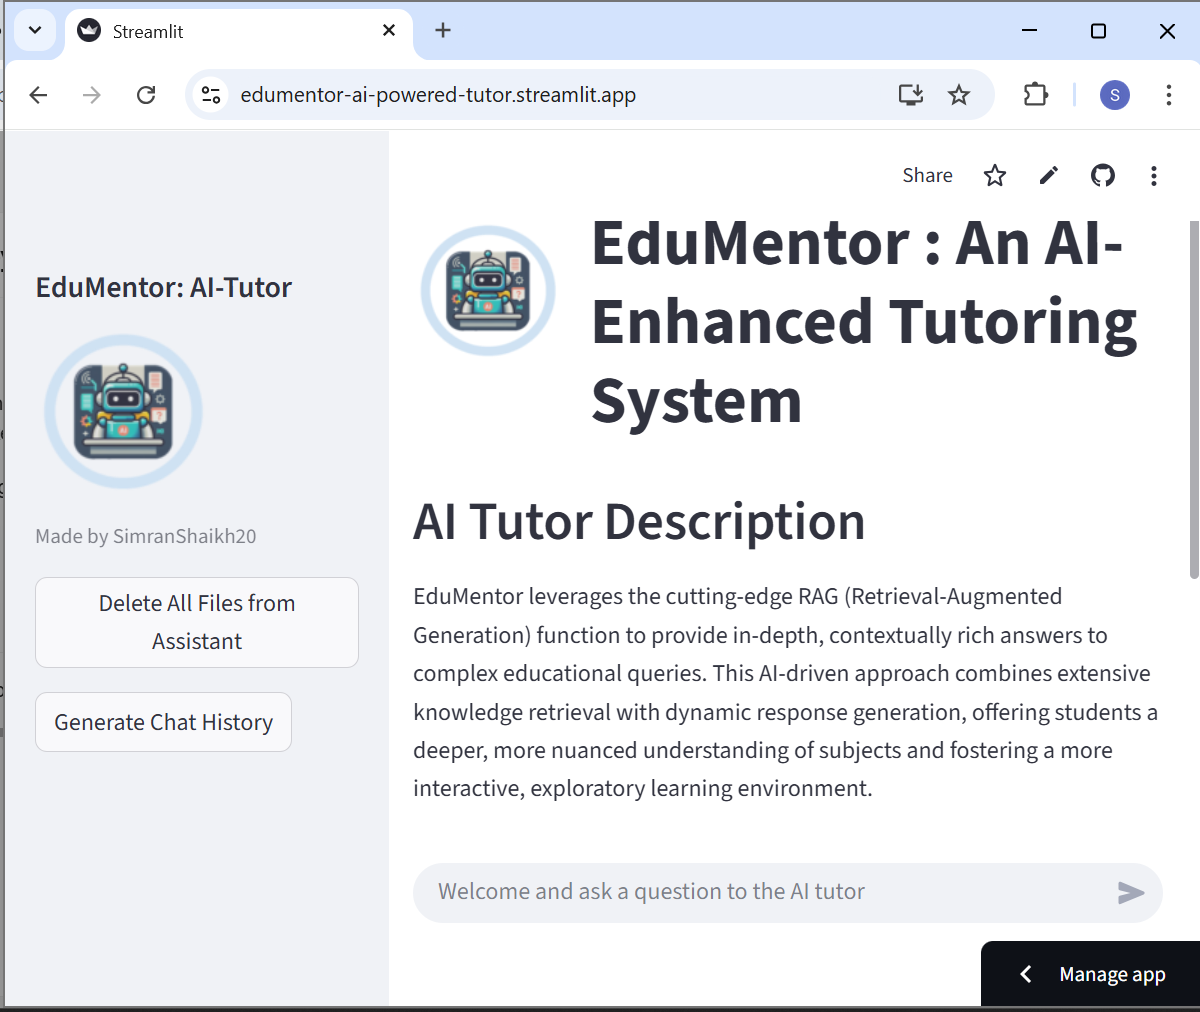 Streamlit
edumentor-ai-powered-tutor.streamlit.app
S
Share
EduMentor: AI-Tutor
Made by SimranShaikh20
Delete All Files from
Assistant
Generate Chat History
EduMentor : An AI-
Enhanced Tutoring
System
AI Tutor Description
EduMentor leverages the cutting-edge RAG (Retrieval-Augmented
Generation) function to provide in-depth, contextually rich answers to
complex educational queries. This AI-driven approach combines extensive
knowledge retrieval with dynamic response generation, offering students a
deeper, more nuanced understanding of subjects and fostering a more
interactive, exploratory learning environment.
Welcome and ask a question to the AI tutor
Manage app